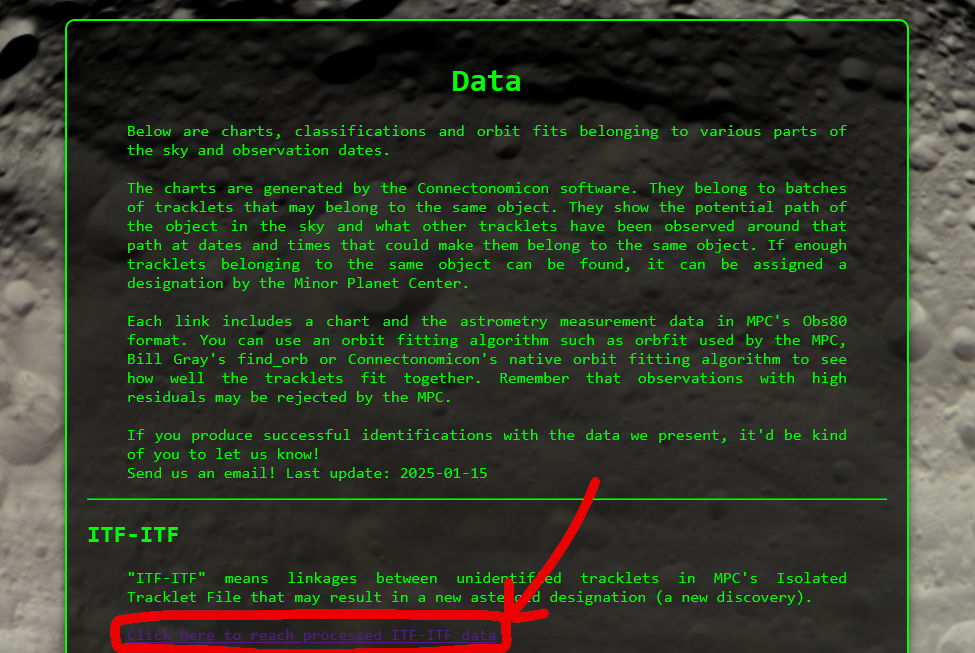 Data
Below are charts, classifications and orbit fits belonging to various parts of
the sky and observation dates.
The charts are generated by the Connectonomicon software. They belong to batches
of tracklets that may belong to the same object. They show the potential path of
the object in the sky and what other tracklets have been observed around that
path at dates and times that could make them belong to the same object. If enough
tracklets belonging to the same object can be found, it can be assigned a
designation by the Minor Planet Center.
Each link includes a chart and the astrometry measurement data in MPC's Obs80
format. You can use an orbit fitting algorithm such as orbfit used by the MPC,
Bill Gray's find_orb or Connectonomicon's native orbit fitting algorithm to see
how well the tracklets fit together. Remember that observations with high
residuals may be rejected by the MPC.
If you produce successful identifications with the data we present, it'd be kind
of you to let us know!
Send us an email! Last update: 2025-01-15
ITF-ITF
"ITF-ITF" means linkages between unidentified tracklets in MPC's Isolated
Tracklet File that may result in a new asteroid designation (a new discovery).
Click here to reach processed ITF-ITF data